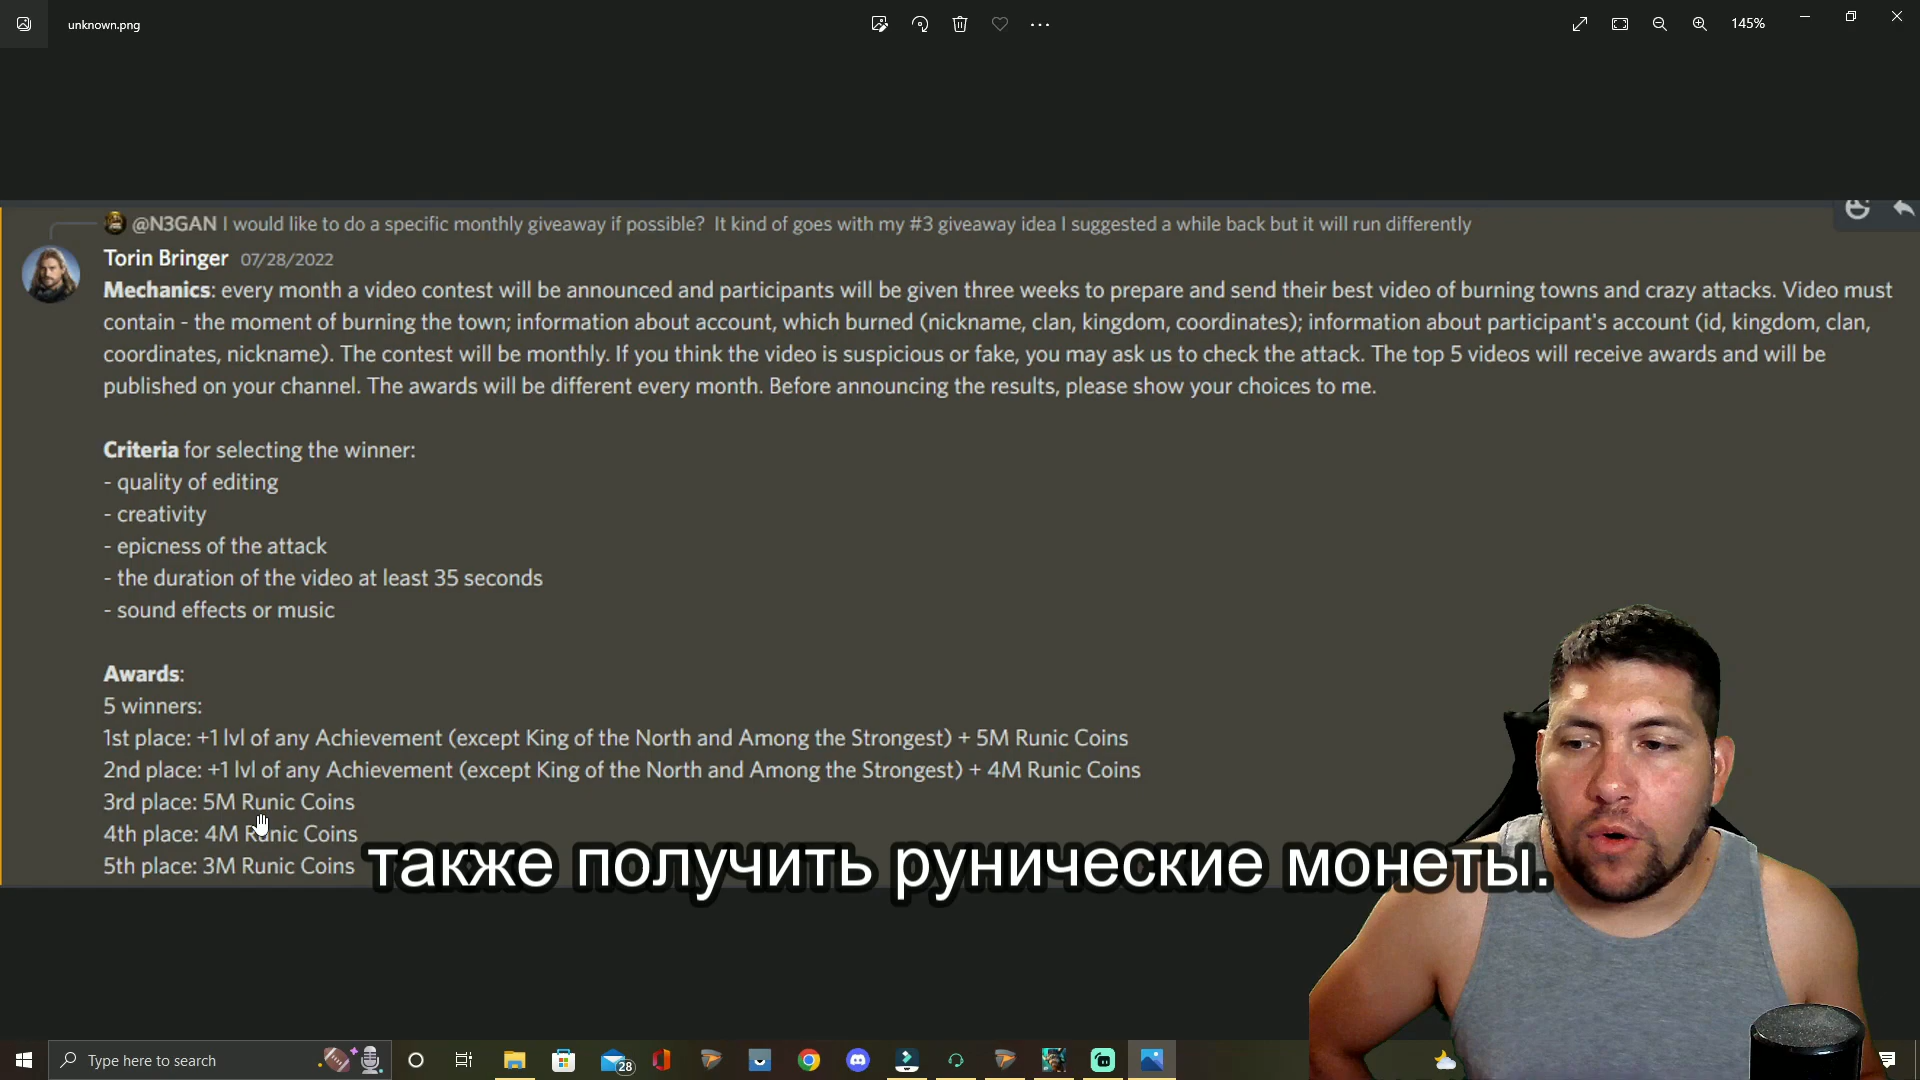 unknown.png
145%
@N3GAN I would like to do a specific monthly giveaway if possible? It kind of goes with my #3 giveaway idea I suggested a while back but it will run differently
Torin Bringer 07/28/2022
Mechanics: every month a video contest will be announced and participants will be given three weeks to prepare and send their best video of burning towns and crazy attacks. Video must
contain - the moment of burning the town; information about account, which burned (nickname, clan, kingdom, coordinates); information about participant's account (id, kingdom, clan,
coordinates, nickname). The contest will be monthly. If you think the video is suspicious or fake, you may ask us to check the attack. The top 5 videos will receive awards and will be
published on your channel. The awards will be different every month. Before announcing the results, please show your choices to me.
Criteria for selecting the winner:
- quality of editing
- creativity
- epicness of the attack
- the duration of the video at least 35 seconds
- sound effects or music
Awards:
5 winners:
1st place: +1 lvl of any Achievement (except King of the North and Among the Strongest) + 5M Runic Coins
2nd place: +1 lvl of any Achievement (except King of the North and Among the Strongest) + 4M Runic Coins
3rd place: 5M Runic Coins
4th place: 4M Runic Coins
5th place: 3M Runic Coins
также получить рунические монеты.
Type here to search
28